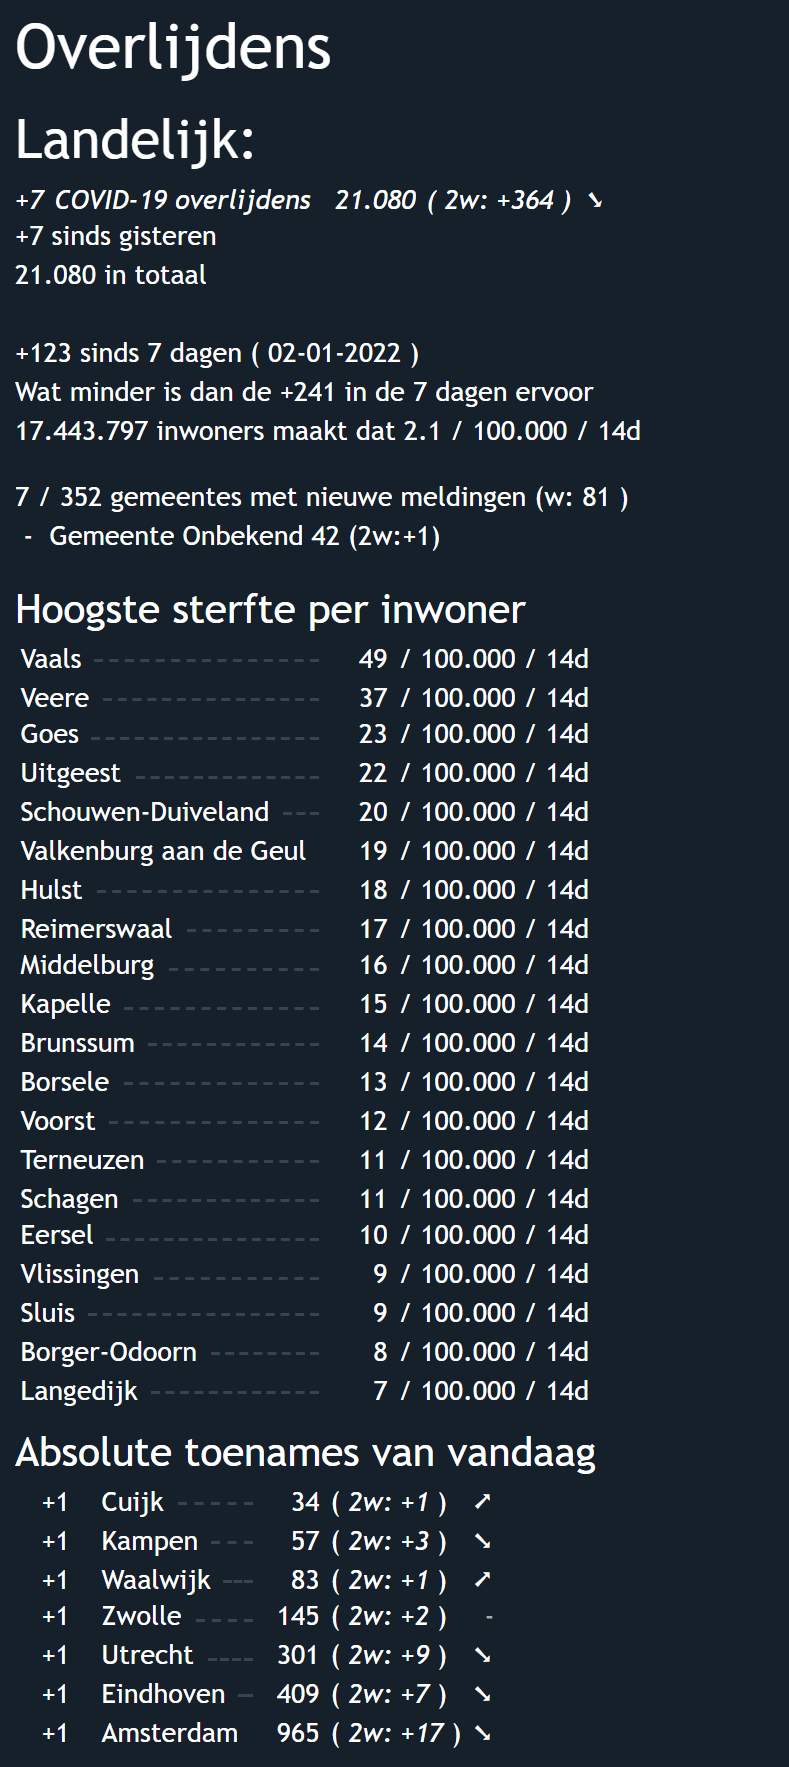 Overlijdens
Landelijk:
+7 COVID-19 overlijdens 21.080 ( 2w: +364 ) ➘
+7 sinds gisteren
21.080 in totaal
+123 sinds 7 dagen ( 02-01-2022 )
Wat minder is dan de +241 in de 7 dagen ervoor
17.443.797 inwoners maakt dat 2.1 / 100.000 / 14d
7 / 352 gemeentes met nieuwe meldingen (w: 81 )
- Gemeente Onbekend 42 (2w:+1)
Hoogste sterfte per inwoner
Vaals 49 / 100.000 / 14d
Veere 37 / 100.000 / 14d
Goes 23 / 100.000 / 14d
Uitgeest 22 / 100.000 / 14d
Schouwen-Duiveland 20 / 100.000 / 14d
Valkenburg aan de Geul 19 / 100.000 / 14d
Hulst 18 / 100.000 / 14d
Reimerswaal 17 / 100.000 / 14d
Middelburg 16 / 100.000 / 14d
Kapelle 15 / 100.000 / 14d
Brunssum 14 / 100.000 / 14d
Borsele 13 / 100.000 / 14d
Voorst 12 / 100.000 / 14d
Terneuzen 11 / 100.000 / 14d
Schagen 11 / 100.000 / 14d
Eersel 10 / 100.000 / 14d
Vlissingen 9 / 100.000 / 14d
Sluis 9 / 100.000 / 14d
Borger-Odoorn 8 / 100.000 / 14d
Langedijk 7 / 100.000 / 14d
Absolute toenames van vandaag
+1 Cuijk 34 ( 2w: +1 ) ➚
+1 Kampen 57 ( 2w: +3 ) ➘
+1 Waalwijk 83 ( 2w: +1 ) ➚
+1 Zwolle 145 ( 2w: +2 ) -
+1 Utrecht 301 ( 2w: +9 ) ➘
+1 Eindhoven 409 ( 2w: +7 ) ➘
+1 Amsterdam 965 ( 2w: +17 ) ➘